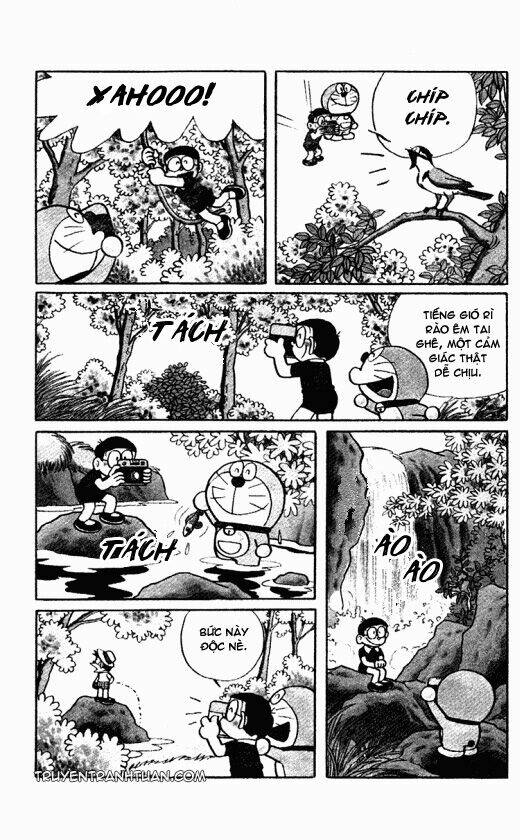 XAHOOO!
CHÍP
CHÍP.
TÁCH
TIẾNG GIÓ RÌ
RÀO ÊM TAI
GHÊ, MỘT CẢM
GIÁC THẬT
DỄ CHỊU.
TÁCH
ÀO
ÀO
BỨC NÀY
ĐỘC NÈ.
TRUYENTRANHTUAN.COM